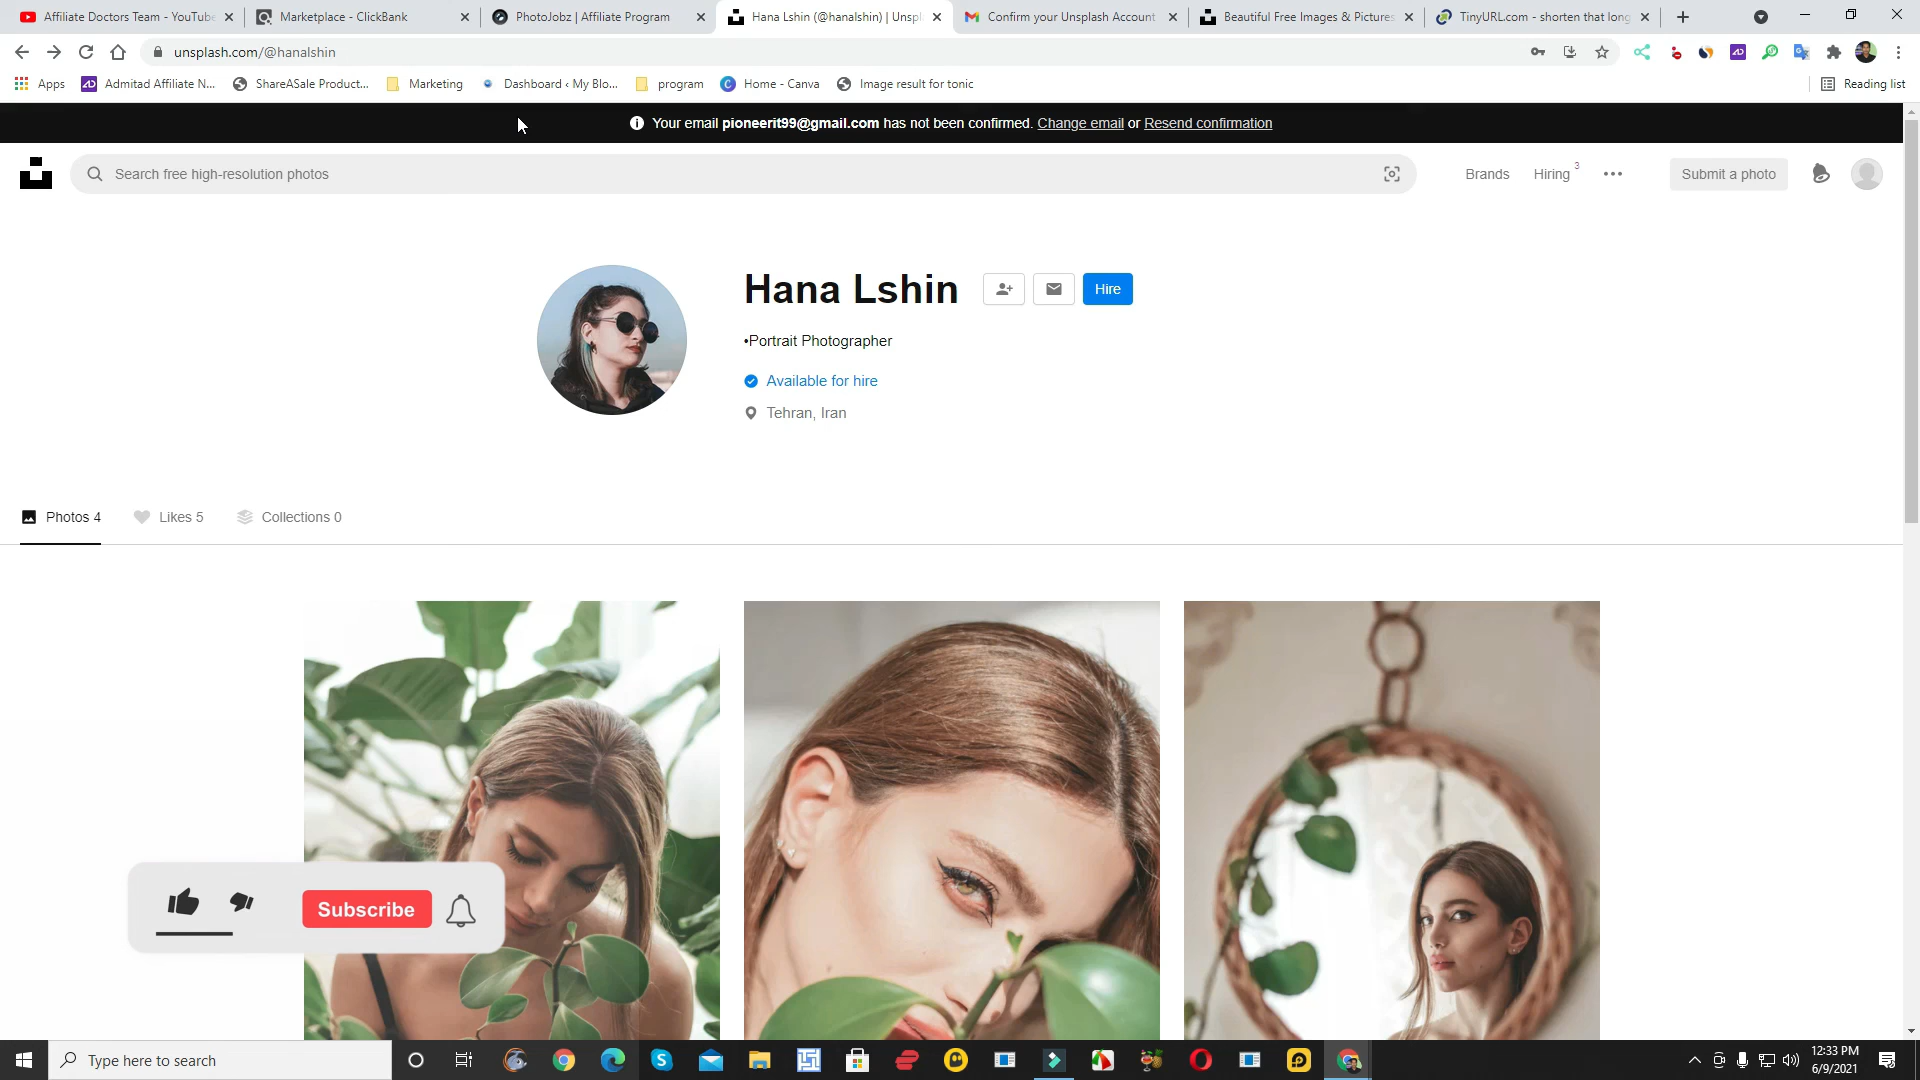 Affiliate Doctors Team - YouTube
Marketplace - ClickBank
PhotoJobz | Affiliate Program
Hana Lshin (@hanalshin) | Unspl
Confirm your Unsplash Account
Beautiful Free Images & Pictures
TinyURL.com - shorten that long
unsplash.com/@hanalshin
Apps
Admitad Affiliate N...
ShareASale Product...
Marketing
Dashboard ‹ My Blo...
program
Home - Canva
Image result for tonic
Reading list
Your email pioneerit99@gmail.com has not been confirmed. Change email or Resend confirmation
Search free high-resolution photos
Brands
Hiring 3
Submit a photo
Hana Lshin
Hire
•Portrait Photographer
Available for hire
Tehran, Iran
Photos 4
Likes 5
Collections 0
Subscribe
Type here to search
12:33 PM
6/9/2021